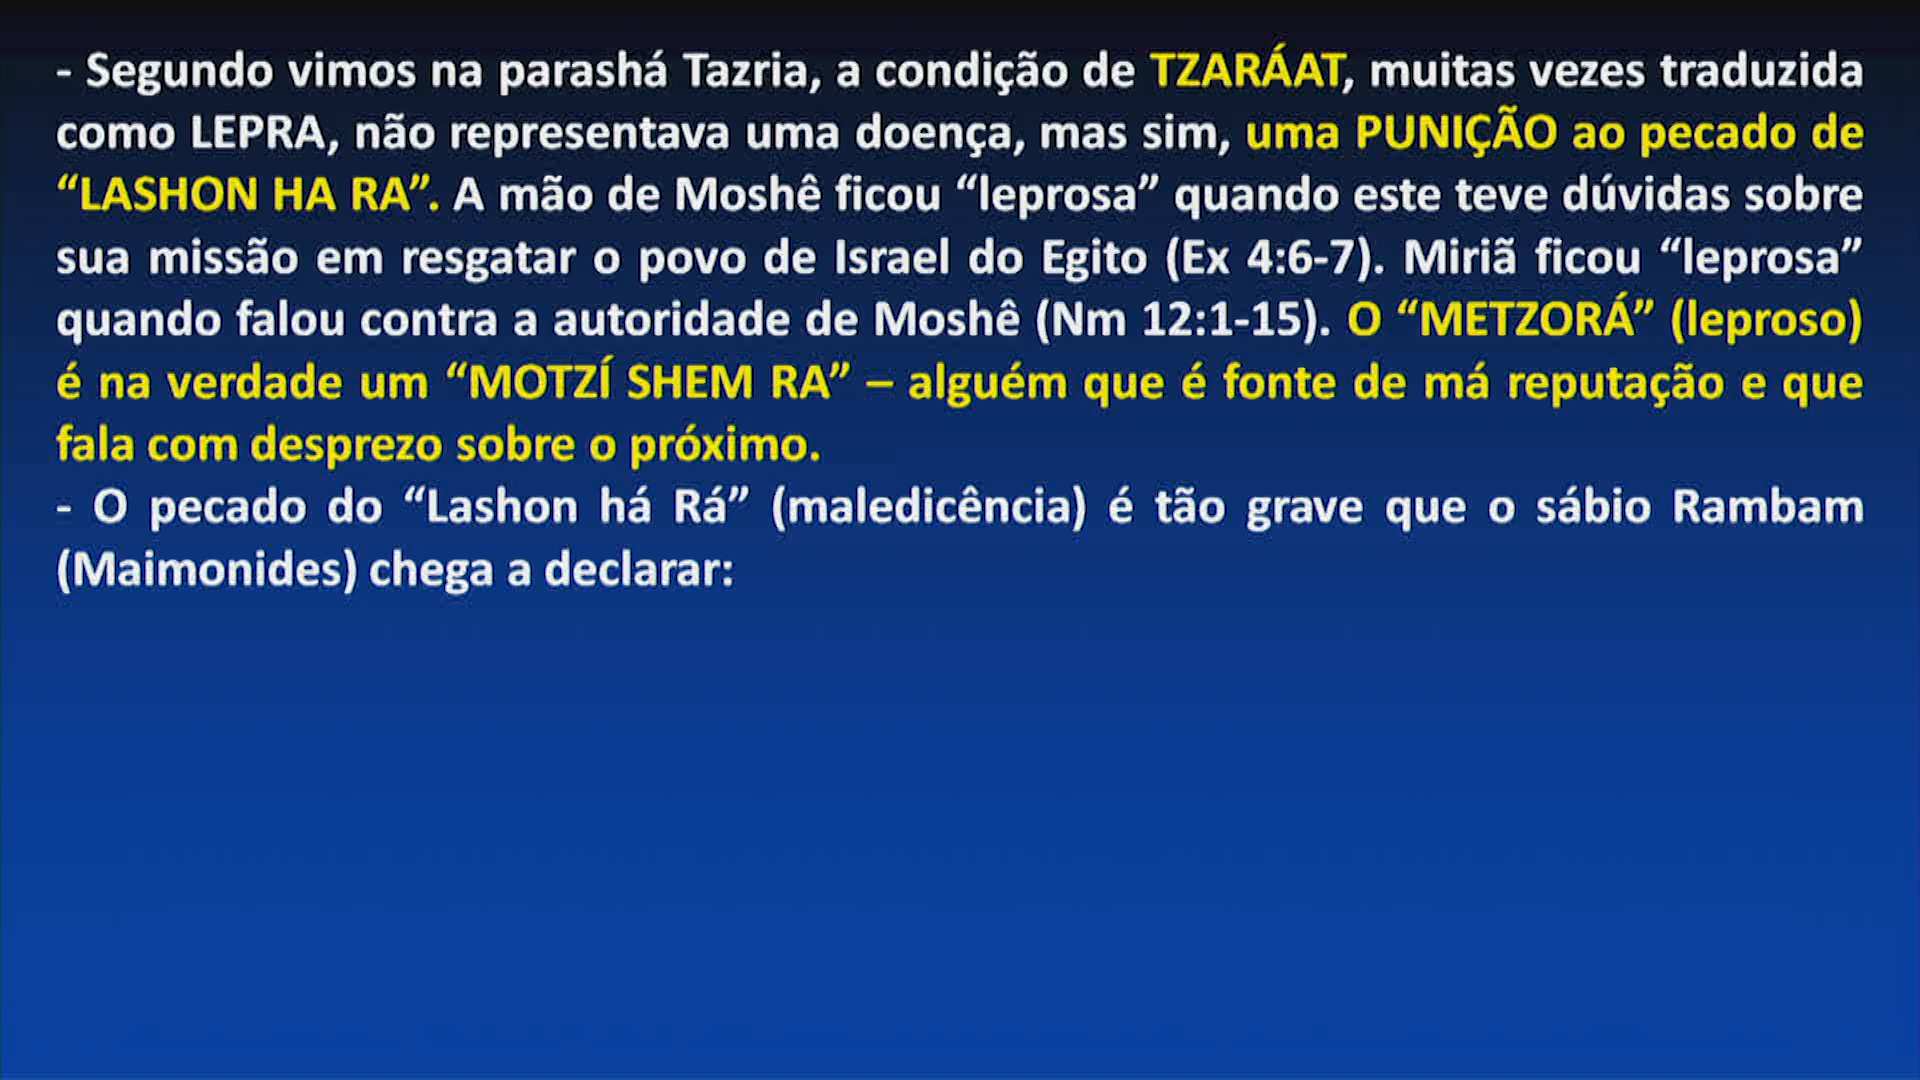 - Segundo vimos na parashá Tazria, a condição de TZARÁAT, muitas vezes traduzida
como LEPRA, não representava uma doença, mas sim, uma PUNIÇÃO ao pecado de
“LASHON HA RA”. A mão de Moshê ficou “leprosa” quando este teve dúvidas sobre
sua missão em resgatar o povo de Israel do Egito (Ex 4:6-7). Miriã ficou “leprosa”
quando falou contra a autoridade de Moshê (Nm 12:1-15). O “METZORÁ” (leproso)
é na verdade um “MOTZÍ SHEM RA” – alguém que é fonte de má reputação e que
fala com desprezo sobre o próximo.
- O pecado do “Lashon há Rá” (maledicência) é tão grave que o sábio Rambam
(Maimonides) chega a declarar: